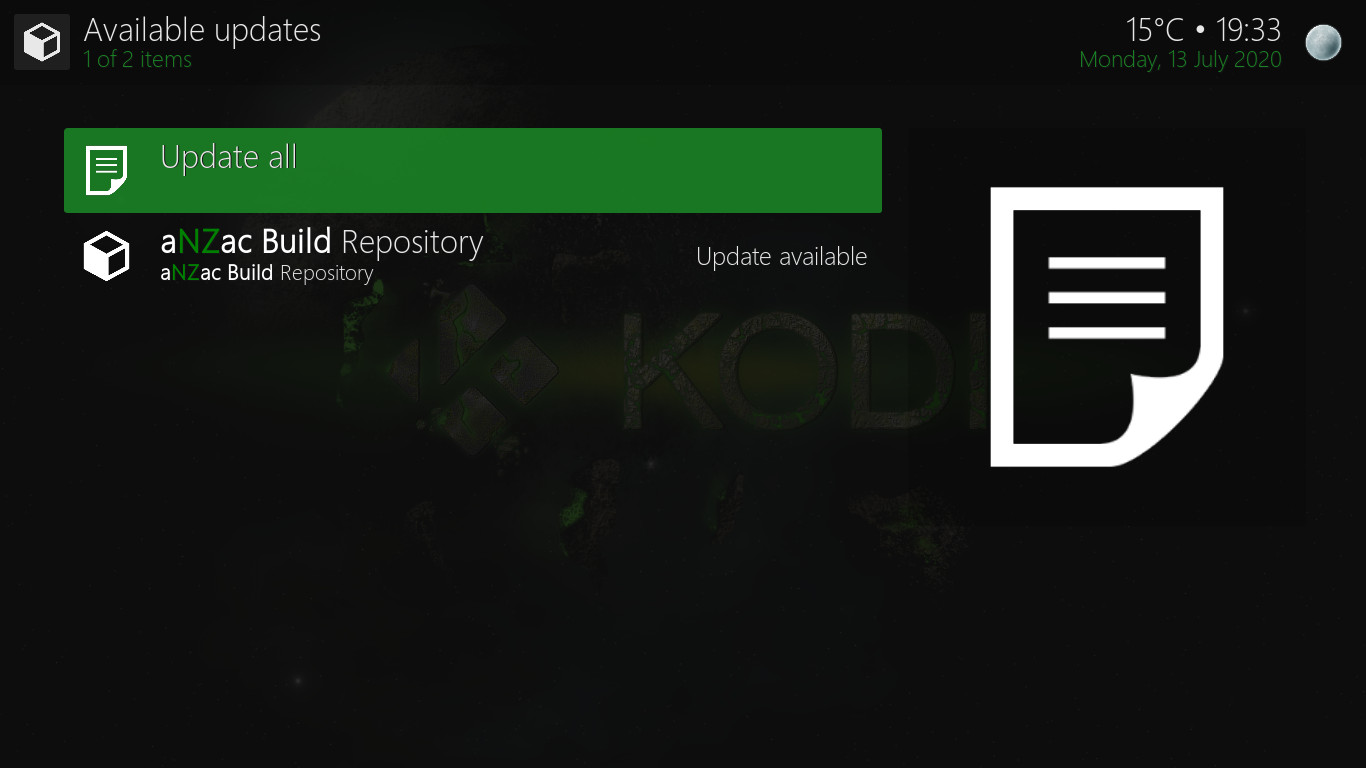 Available updates
1 of 2 items
15°C • 19:33
Monday, 13 July 2020
Update all
aNZac Build Repository
aNZac Build Repository
Update available
KODI